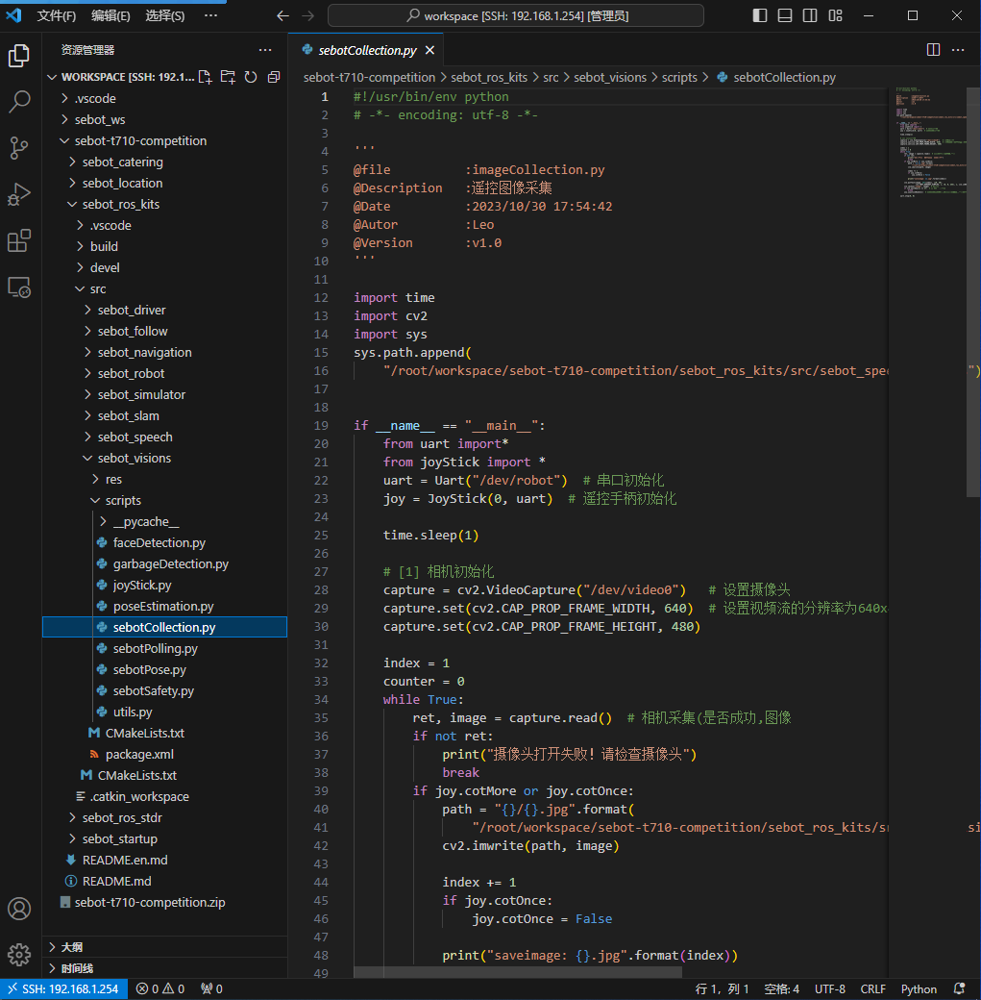 文件(F) 编辑(E) 选择(S) ··· workspace [SSH: 192.168.1.254] [管理员]
资源管理器 ···
WORKSPACE [SSH: 192.1...
.vscode
sebot_ws
sebot-t710-competition
sebot_catering
sebot_location
sebot_ros_kits
.vscode
build
devel
src
sebot_driver
sebot_follow
sebot_navigation
sebot_robot
sebot_simulator
sebot_slam
sebot_speech
sebot_visions
res
scripts
__pycache__
faceDetection.py
garbageDetection.py
joyStick.py
poseEstimation.py
sebotCollection.py
sebotPolling.py
sebotPose.py
sebotSafety.py
utils.py
CMakeLists.txt
package.xml
CMakeLists.txt
.catkin_workspace
sebot_ros_stdr
sebot_startup
README.en.md
README.md
sebot-t710-competition.zip
大纲
时间线
sebotCollection.py
sebot-t710-competition > sebot_ros_kits > src > sebot_visions > scripts > sebotCollection.py
1 #!/usr/bin/env python
2 # -*- encoding: utf-8 -*-
3
4 '''
5 @file :imageCollection.py
6 @Description :遥控图像采集
7 @Date :2023/10/30 17:54:42
8 @Autor :Leo
9 @Version :v1.0
10 '''
11
12 import time
13 import cv2
14 import sys
15 sys.path.append(
16 "/root/workspace/sebot-t710-competition/sebot_ros_kits/src/sebot_spe ")
17
18
19 if __name__ == "__main__":
20 from uart import*
21 from joyStick import *
22 uart = Uart("/dev/robot") # 串口初始化
23 joy = JoyStick(0, uart) # 遥控手柄初始化
24
25 time.sleep(1)
26
27 # [1] 相机初始化
28 capture = cv2.VideoCapture("/dev/video0") # 设置摄像头
29 capture.set(cv2.CAP_PROP_FRAME_WIDTH, 640) # 设置视频流的分辨率为640x
30 capture.set(cv2.CAP_PROP_FRAME_HEIGHT, 480)
31
32 index = 1
33 counter = 0
34 while True:
35 ret, image = capture.read() # 相机采集(是否成功,图像
36 if not ret:
37 print("摄像头打开失败！请检查摄像头")
38 break
39 if joy.cotMore or joy.cotOnce:
40 path = "{}/{}.jpg".format(
41 "/root/workspace/sebot-t710-competition/sebot_ros_kits/sr si
42 cv2.imwrite(path, image)
43
44 index += 1
45 if joy.cotOnce:
46 joy.cotOnce = False
47
48 print("saveimage: {}.jpg".format(index))
49
SSH: 192.168.1.254 0 0 0 行 1, 列 1 空格: 4 UTF-8 CRLF Python